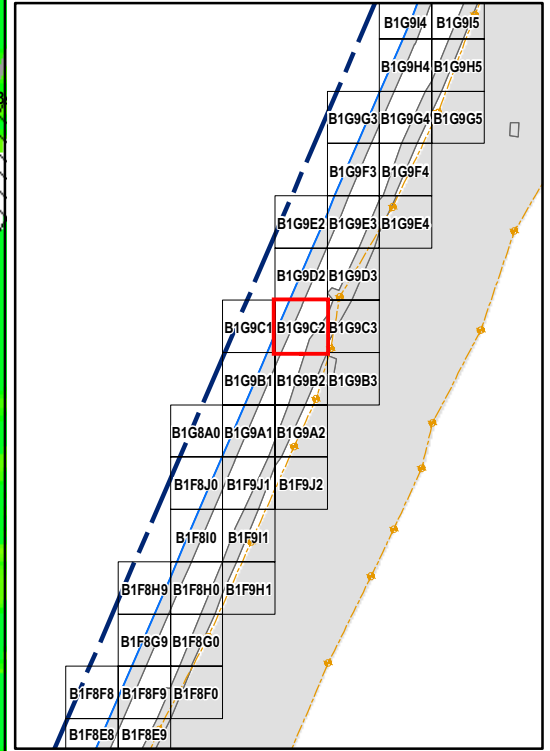 B1G9I4 B1G9I5
B1G9H4 B1G9H5
B1G9G3 B1G9G4 B1G9G5
B1G9F3 B1G9F4
B1G9E2 B1G9E3 B1G9E4
B1G9D2 B1G9D3
B1G9C1 B1G9C2 B1G9C3
B1G9B1 B1G9B2 B1G9B3
B1G8A0 B1G9A1 B1G9A2
B1F8J0 B1F9J1 B1F9J2
B1F8I0 B1F9I1
B1F8H9 B1F8H0 B1F9H1
B1F8G9 B1F8G0
B1F8F8 B1F8F9 B1F8F0
B1F8E8 B1F8E9